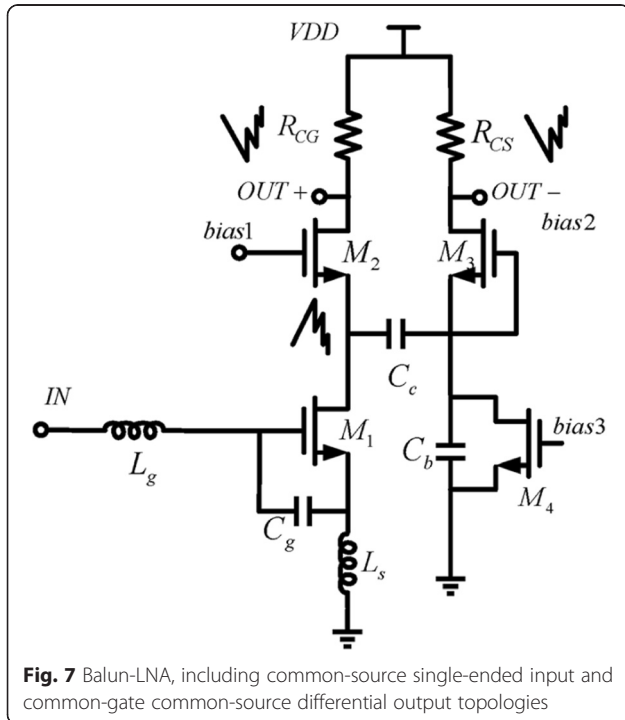 VDD
R_CG
R_CS
OUT+
OUT−
bias1
bias2
M_2
M_3
C_c
IN
M_1
bias3
L_g
C_b
M_4
C_g
L_s
Fig. 7 Balun-LNA, including common-source single-ended input and
common-gate common-source differential output topologies